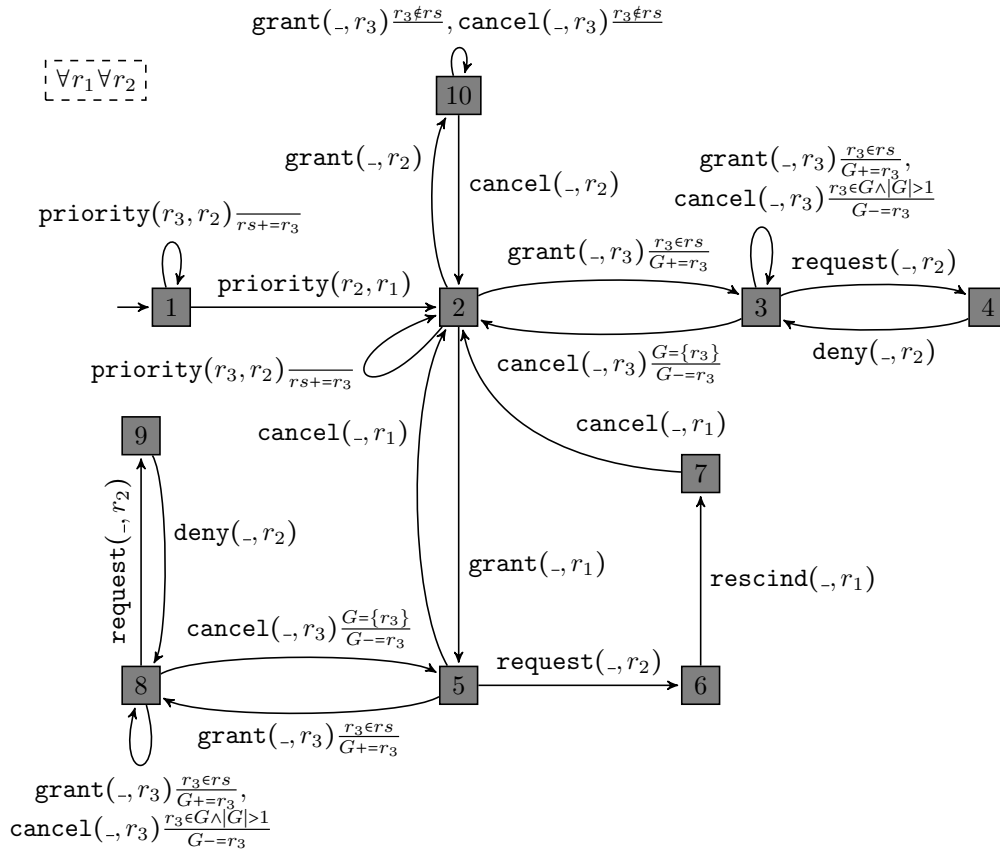 grant(_, r₃) r₃∉rs/, cancel(_, r₃) r₃∉rs/
∀r₁∀r₂
10
grant(_, r₂)
cancel(_, r₂)
grant(_, r₃) r₃∈rs/G+=r₃,
cancel(_, r₃) r₃∈G∧|G|>1/G−=r₃
priority(r₃, r₂) /rs+=r₃
grant(_, r₃) r₃∈rs/G+=r₃
request(_, r₂)
priority(r₂, r₁)
1
2
3
4
deny(_, r₂)
cancel(_, r₃) G={r₃}/G−=r₃
priority(r₃, r₂) /rs+=r₃
cancel(_, r₁)
cancel(_, r₁)
9
7
request(_, r₂)
deny(_, r₂)
grant(_, r₁)
rescind(_, r₁)
cancel(_, r₃) G={r₃}/G−=r₃
request(_, r₂)
8
5
6
grant(_, r₃) r₃∈rs/G+=r₃
grant(_, r₃) r₃∈rs/G+=r₃,
cancel(_, r₃) r₃∈G∧|G|>1/G−=r₃